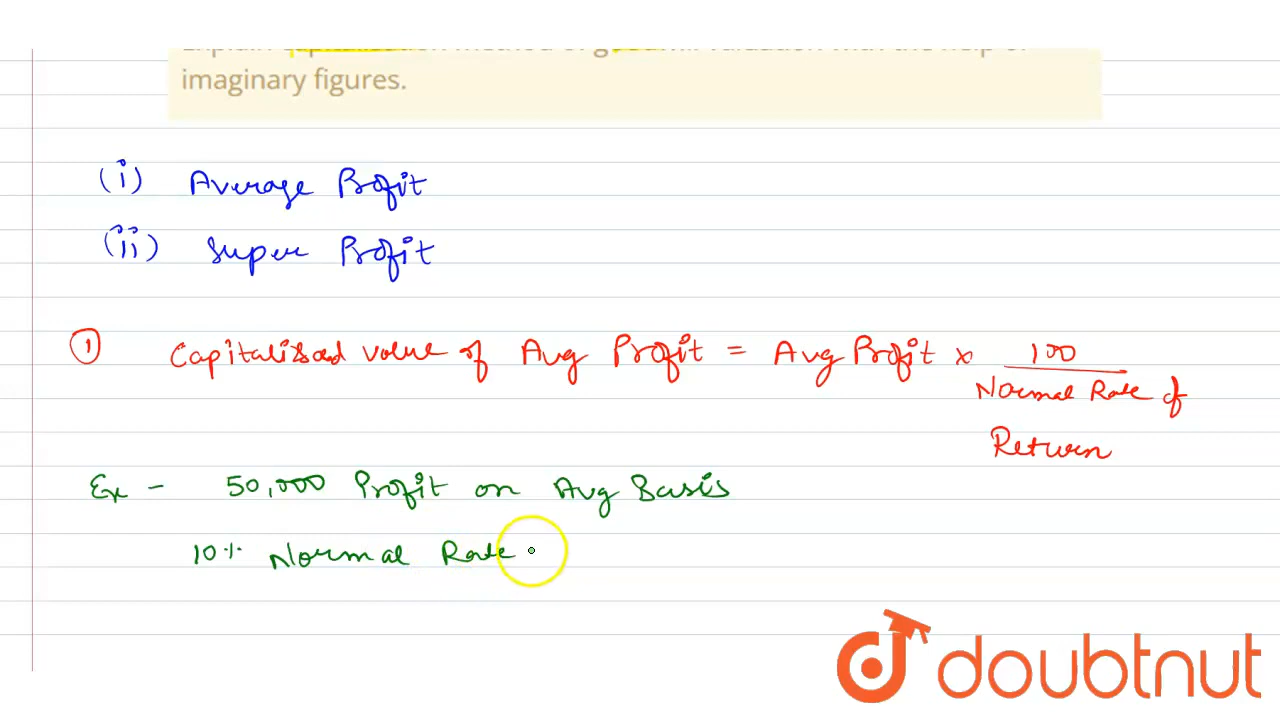 imaginary figures.
(i) Average Profit
(ii) Super Profit
① Capitalised value of Avg Profit = Avg Profit × 100
Normal Rate of
Return
Ex - 50,000 Profit on Avg Basis
10% Normal Rate
doubtnut